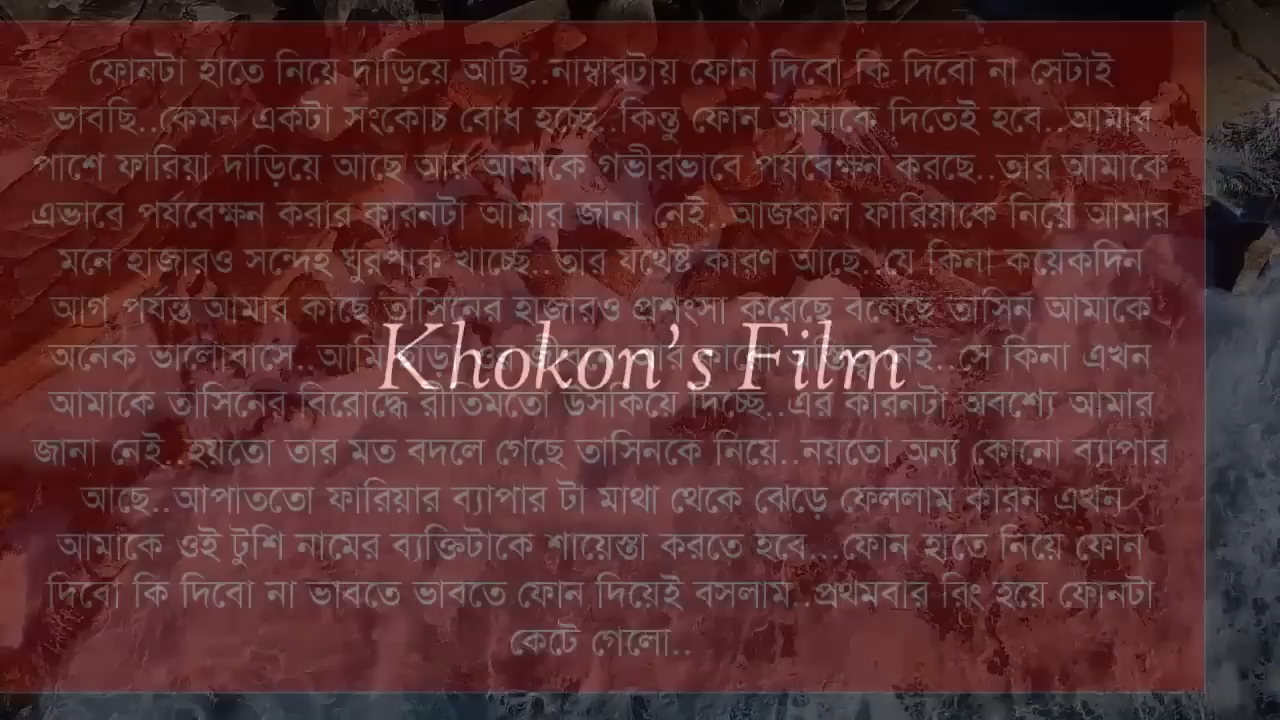 ফোনটা হাতে নিয়ে দাড়িয়ে আছি..নাম্বারটায় ফোন দিবো কি দিবো না সেটাই
ভাবছি..কেমন একটা সংকোচ বোধ হচ্ছে..কিন্তু ফোন আমাকে দিতেই হবে..আমার
পাশে ফারিয়া দাড়িয়ে আছে আর আমাকে গভীরভাবে পর্যবেক্ষন করছে..তার আমাকে
এভাবে পর্যবেক্ষন করার কারনটা আমার জানা নেই..আজকাল ফারিয়াকে নিয়ে আমার
মনে হাজারও সন্দেহ ঘুরপাক খাচ্ছে..তার যথেষ্ট কারণ আছে..যে কিনা কয়েকদিন
আগ পর্যন্ত আমার কাছে তাসিনের হাজারও প্রশংসা করেছে বলেছে তাসিন আমাকে
অনেক ভালোবাসে..আমি কিনা এখন
আমাকে তাসিনের বিরোদ্ধে রীতিমতো উসকিয়ে দিচ্ছে..এর কারনটা অবশ্যে আমার
জানা নেই..হয়তো তার মত বদলে গেছে তাসিনকে নিয়ে..নয়তো অন্য কোনো ব্যাপার
আছে..আপাততো ফারিয়ার ব্যাপার টা মাথা থেকে ঝেড়ে ফেললাম কারন এখন
আমাকে ওই টুশি নামের ব্যক্তিটাকে শায়েস্তা করতে হবে....ফোন হাতে নিয়ে ফোন
দিবো কি দিবো না ভাবতে ভাবতে ফোন দিয়েই বসলাম..প্রথমবার রিং হয়ে ফোনটা
কেটে গেলো..
Khokon's Film